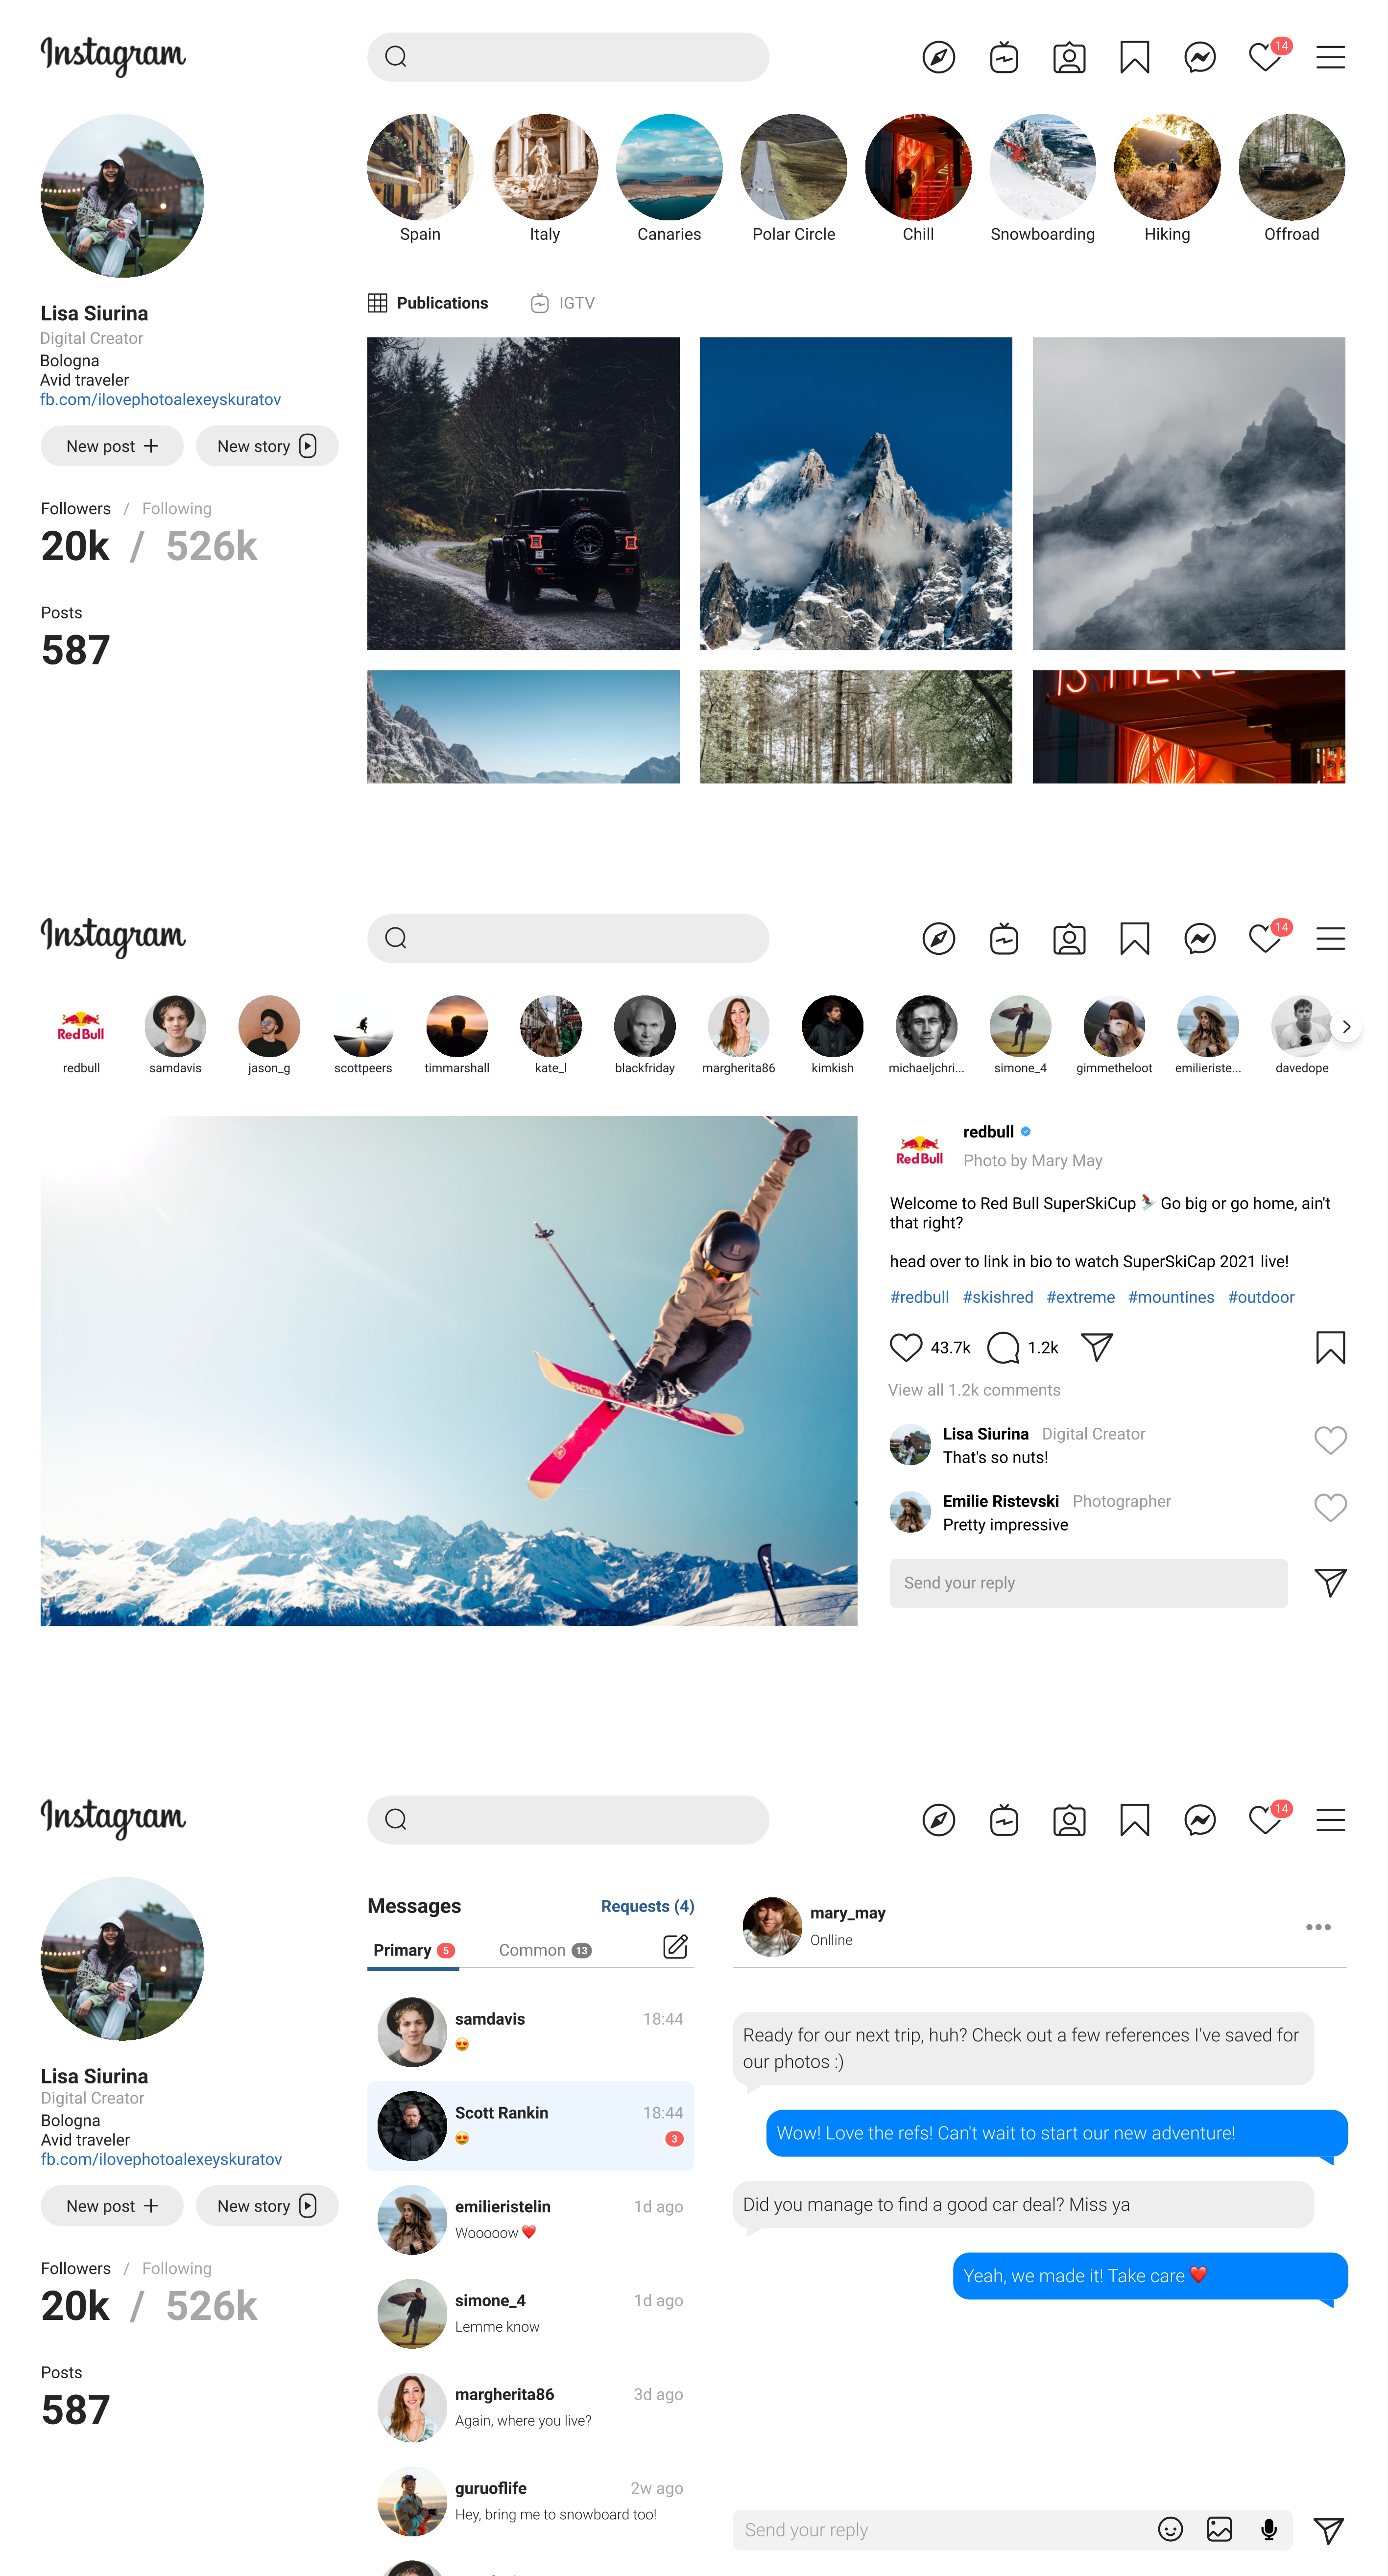 Instagram
14
Spain
Italy
Canaries
Polar Circle
Chill
Snowboarding
Hiking
Offroad
Lisa Siurina
Digital Creator
Bologna
Avid traveler
fb.com/ilovephotoalexeyskuratov
New post
New story
Followers / Following
20k / 526k
Posts
587
Publications
IGTV
IS HERE
Instagram
14
Red Bull
redbull
samdavis
jason_g
scottpeers
timmarshall
kate_l
blackfriday
margherita86
kimkish
michaeljchri...
simone_4
gimmetheloot
emilieriste...
davedope
FICTION
Red Bull
redbull
Photo by Mary May
Welcome to Red Bull SuperSkiCup ⛷ Go big or go home, ain't
that right?
head over to link in bio to watch SuperSkiCap 2021 live!
#redbull #skishred #extreme #mountines #outdoor
43.7k 1.2k
View all 1.2k comments
Lisa Siurina Digital Creator
That's so nuts!
Emilie Ristevski Photographer
Pretty impressive
Send your reply
Instagram
14
Lisa Siurina
Digital Creator
Bologna
Avid traveler
fb.com/ilovephotoalexeyskuratov
New post
New story
Followers / Following
20k / 526k
Posts
587
Messages
Requests (4)
Primary 5
Common 13
samdavis 18:44
😍
Scott Rankin 18:44
😍 3
emilieristelin 1d ago
Wooooow ❤️
simone_4 1d ago
Lemme know
margherita86 3d ago
Again, where you live?
guruoflife 2w ago
Hey, bring me to snowboard too!
mary_may
Onlline
Ready for our next trip, huh? Check out a few references I've saved for
our photos :)
Wow! Love the refs! Can't wait to start our new adventure!
Did you manage to find a good car deal? Miss ya
Yeah, we made it! Take care ❤️
Send your reply